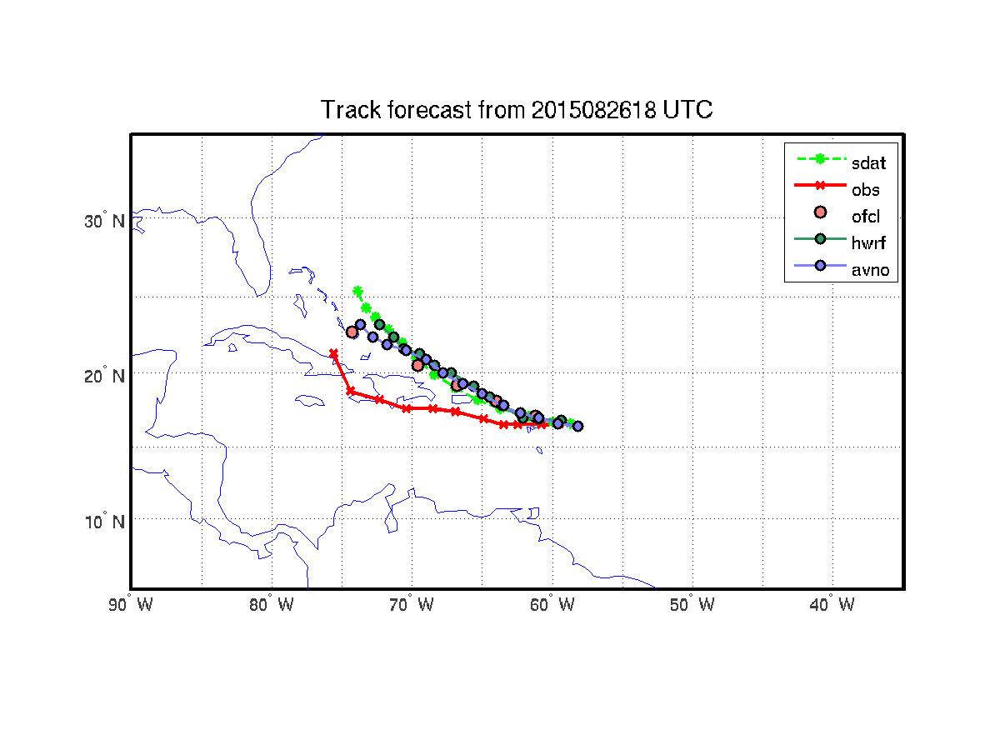 Track forecast from 2015082618 UTC
sdat
obs
ofcl
hwrf
avno
30° N
20° N
10° N
90° W 80° W 70° W 60° W 50° W 40° W